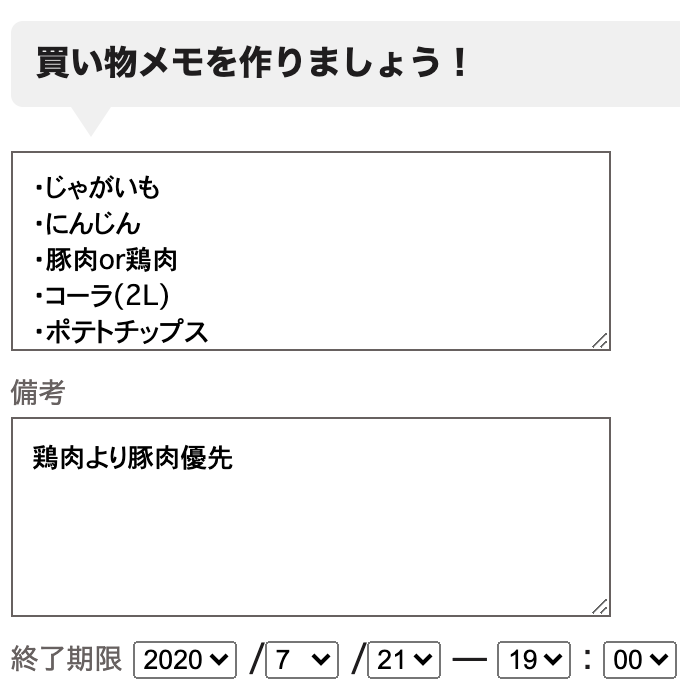 買い物メモを作りましょう！
・じゃがいも
・にんじん
・豚肉or鶏肉
・コーラ(2L)
・ポテトチップス
備考
鶏肉より豚肉優先
終了期限 2020 / 7 / 21 — 19 : 00